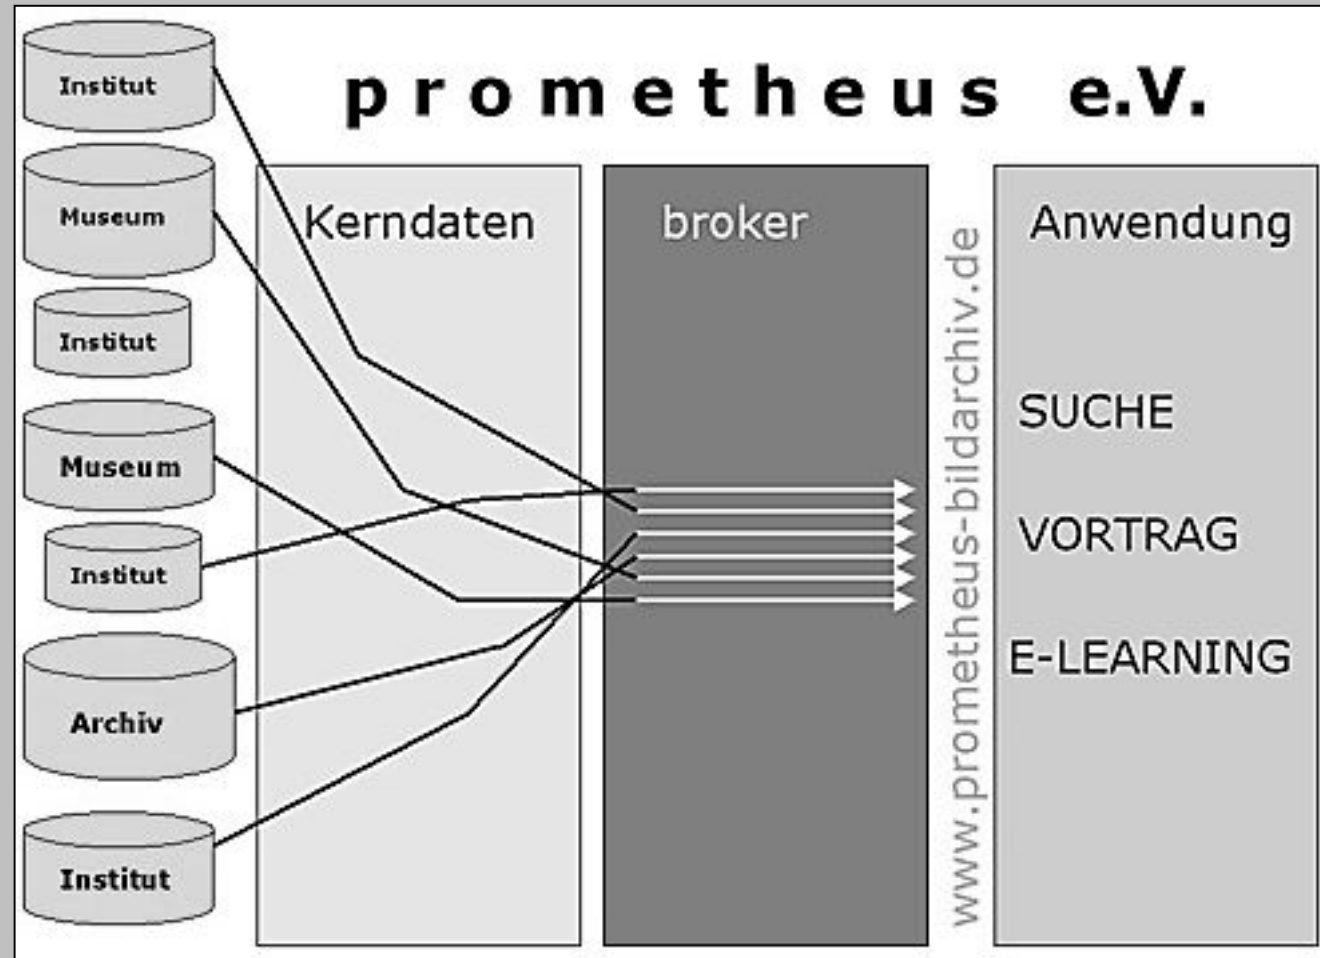 prometheus e.V.
Institut
Museum
Institut
Museum
Institut
Archiv
Institut
Kerndaten
broker
www.prometheus-bildarchiv.de
Anwendung
SUCHE
VORTRAG
E-LEARNING